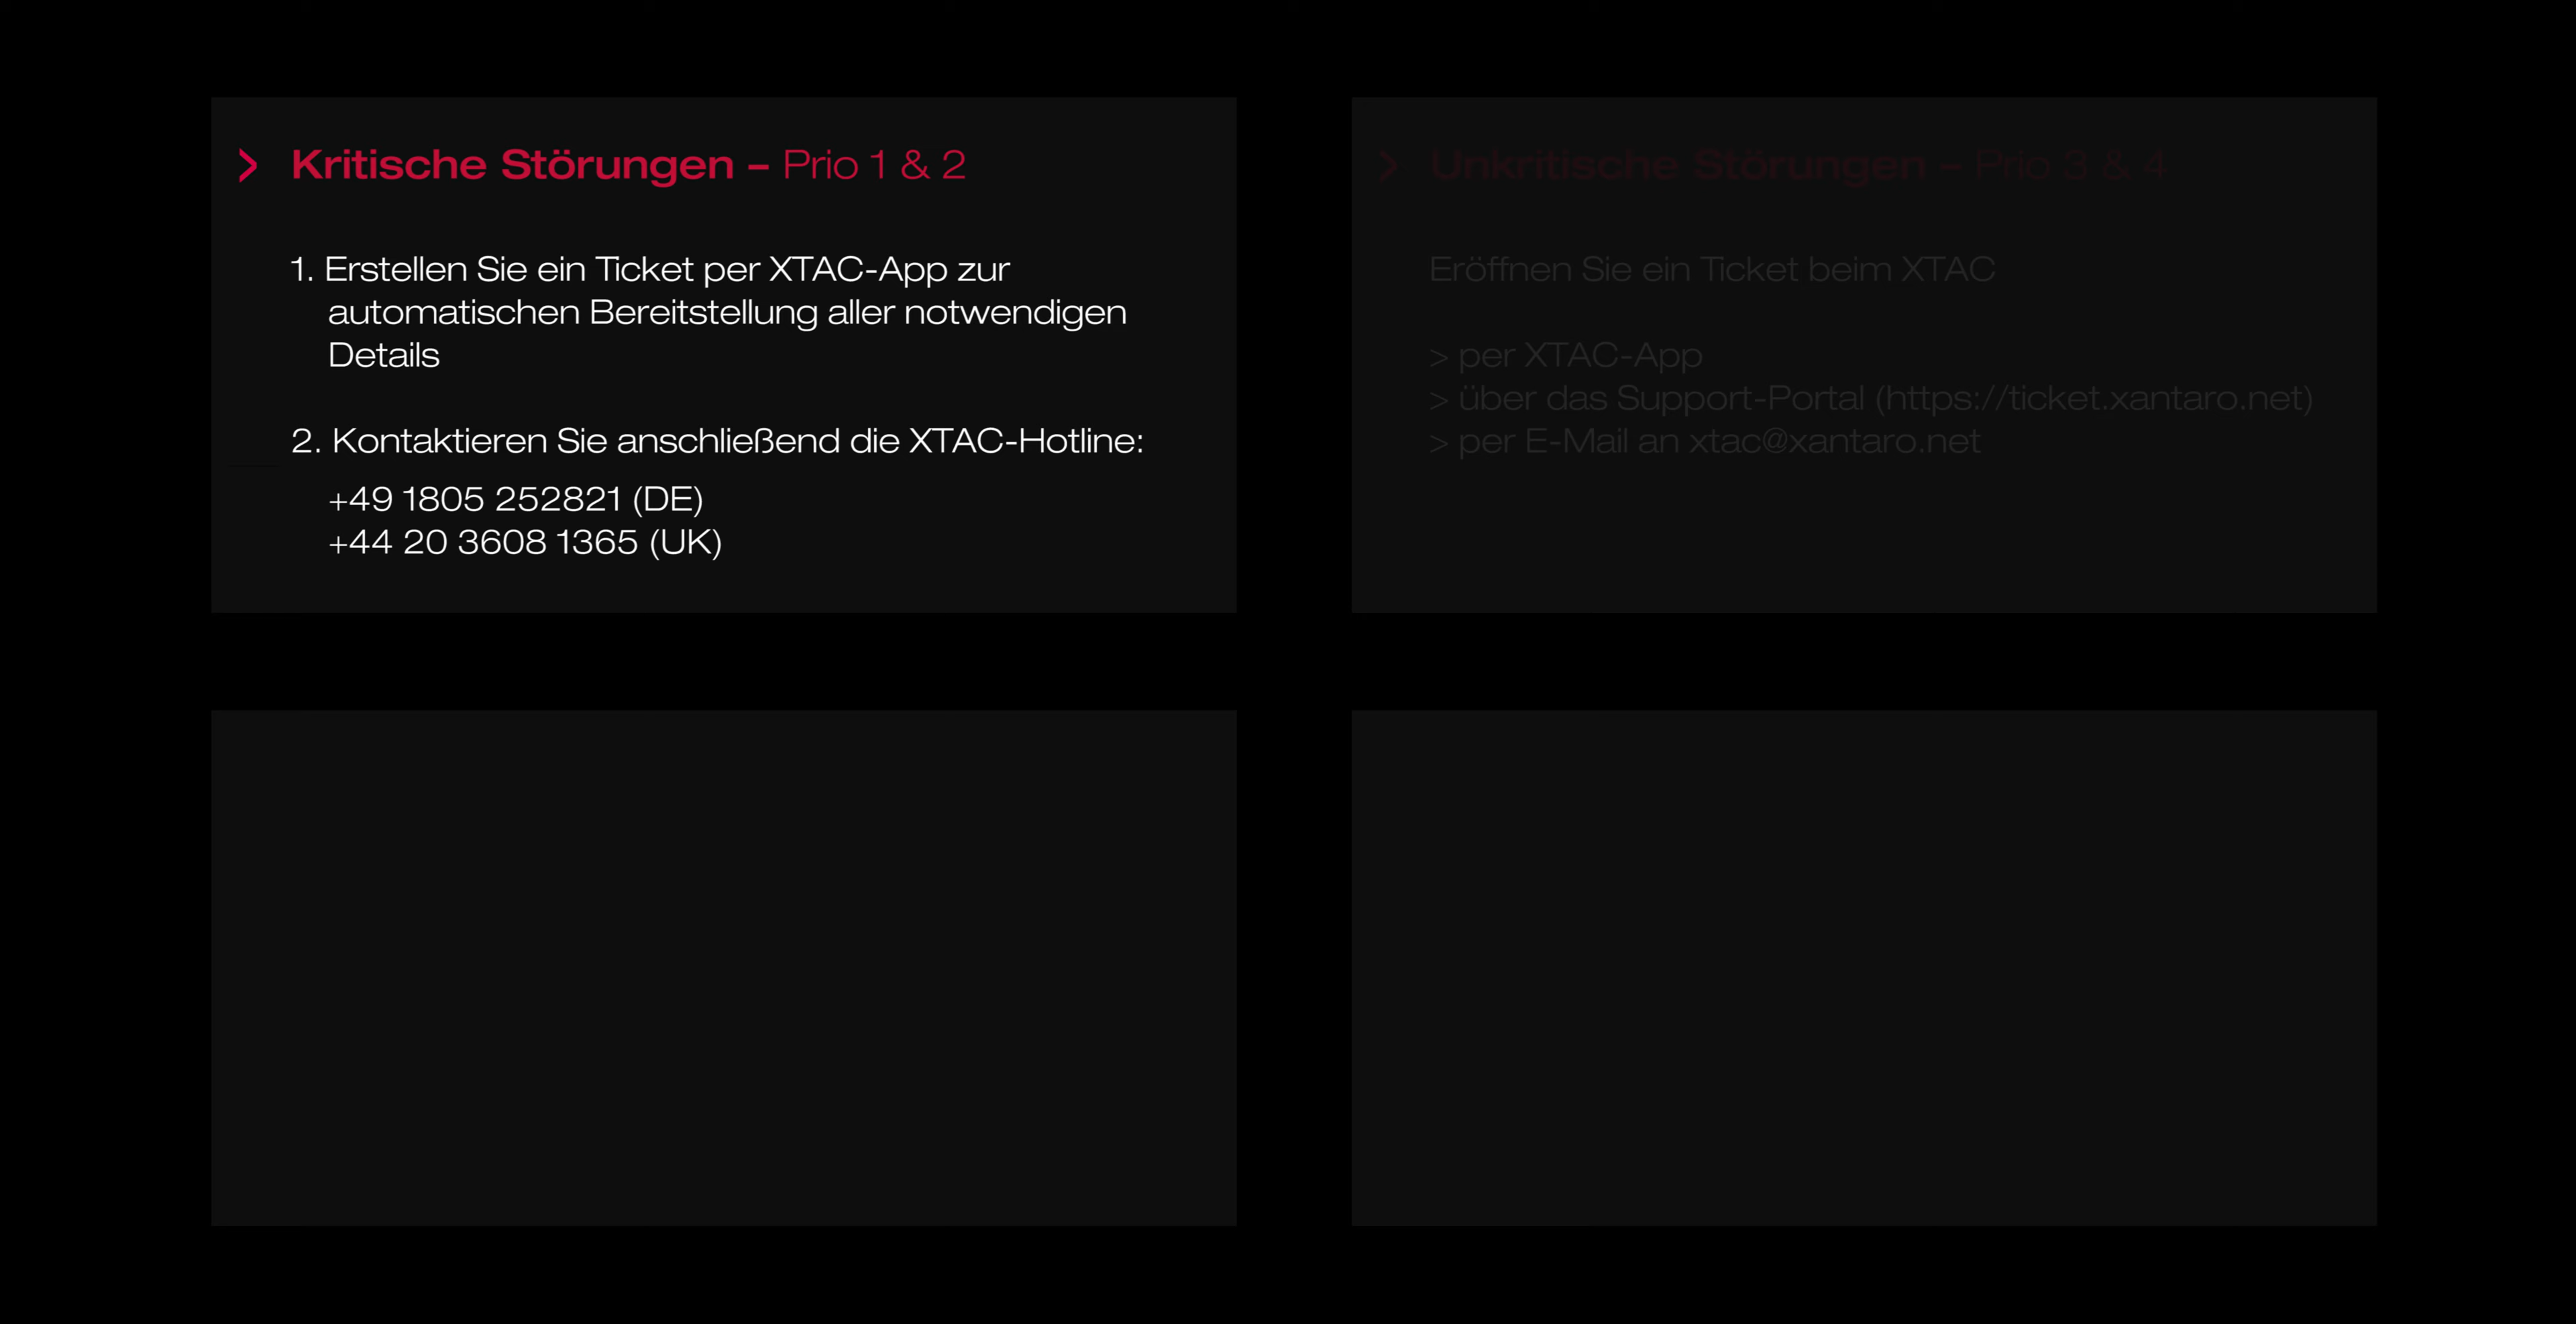 > Kritische Störungen – Prio 1 & 2
1. Erstellen Sie ein Ticket per XTAC-App zur
automatischen Bereitstellung aller notwendigen
Details
2. Kontaktieren Sie anschließend die XTAC-Hotline:
+49 1805 252821 (DE)
+44 20 3608 1365 (UK)
> Unkritische Störungen – Prio 3 & 4
Eröffnen Sie ein Ticket beim XTAC
> per XTAC-App
> über das Support-Portal (https://ticket.xantaro.net)
> per E-Mail an xtac@xantaro.net